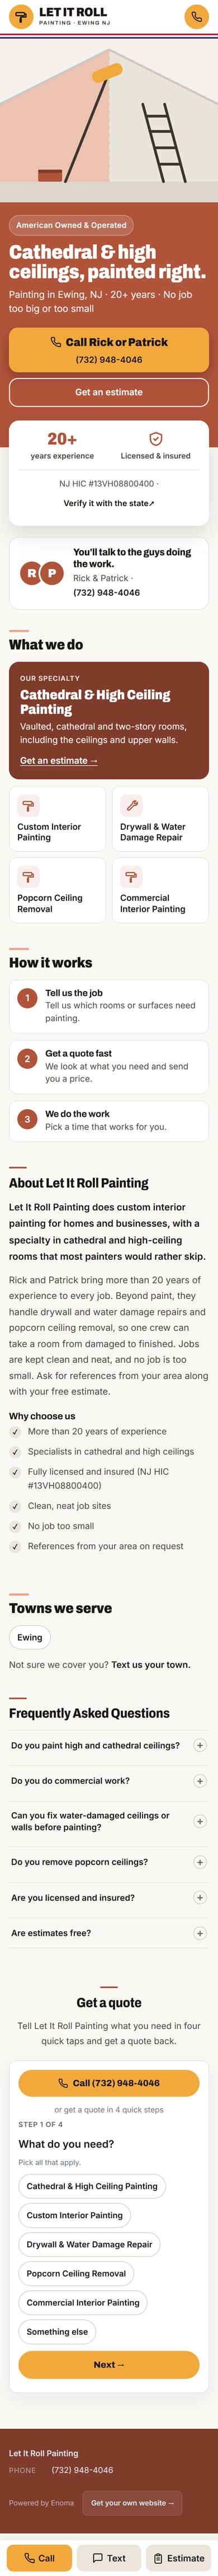 LET IT ROLL
PAINTING · EWING NJ
American Owned & Operated
Cathedral & high
ceilings, painted right.
Painting in Ewing, NJ · 20+ years · No job
too big or too small
Call Rick or Patrick
(732) 948-4046
Get an estimate
20+
years experience
Licensed & insured
NJ HIC #13VH08800400 ·
Verify it with the state↗
R
P
You'll talk to the guys doing
the work.
Rick & Patrick ·
(732) 948-4046
What we do
OUR SPECIALTY
Cathedral & High Ceiling
Painting
Vaulted, cathedral and two-story rooms,
including the ceilings and upper walls.
Get an estimate →
Custom Interior
Painting
Drywall & Water
Damage Repair
Popcorn Ceiling
Removal
Commercial
Interior Painting
How it works
1
Tell us the job
Tell us which rooms or surfaces need
painting.
2
Get a quote fast
We look at what you need and send
you a price.
3
We do the work
Pick a time that works for you.
About Let It Roll Painting
Let It Roll Painting does custom interior
painting for homes and businesses, with a
specialty in cathedral and high-ceiling
rooms that most painters would rather skip.
Rick and Patrick bring more than 20 years of
experience to every job. Beyond paint, they
handle drywall and water damage repairs and
popcorn ceiling removal, so one crew can
take a room from damaged to finished. Jobs
are kept clean and neat, and no job is too
small. Ask for references from your area along
with your free estimate.
Why choose us
✓ More than 20 years of experience
✓ Specialists in cathedral and high ceilings
✓ Fully licensed and insured (NJ HIC
#13VH08800400)
✓ Clean, neat job sites
✓ No job too small
✓ References from your area on request
Towns we serve
Ewing
Not sure we cover you? Text us your town.
Frequently Asked Questions
Do you paint high and cathedral ceilings? +
Do you do commercial work? +
Can you fix water-damaged ceilings or
walls before painting? +
Do you remove popcorn ceilings? +
Are you licensed and insured? +
Are estimates free? +
Get a quote
Tell Let It Roll Painting what you need in four
quick taps and get a quote back.
Call (732) 948-4046
or get a quote in 4 quick steps
STEP 1 OF 4
What do you need?
Pick all that apply.
Cathedral & High Ceiling Painting
Custom Interior Painting
Drywall & Water Damage Repair
Popcorn Ceiling Removal
Commercial Interior Painting
Something else
Next →
Let It Roll Painting
PHONE (732) 948-4046
Powered by Enoma
Get your own website →
Call
Text
Estimate